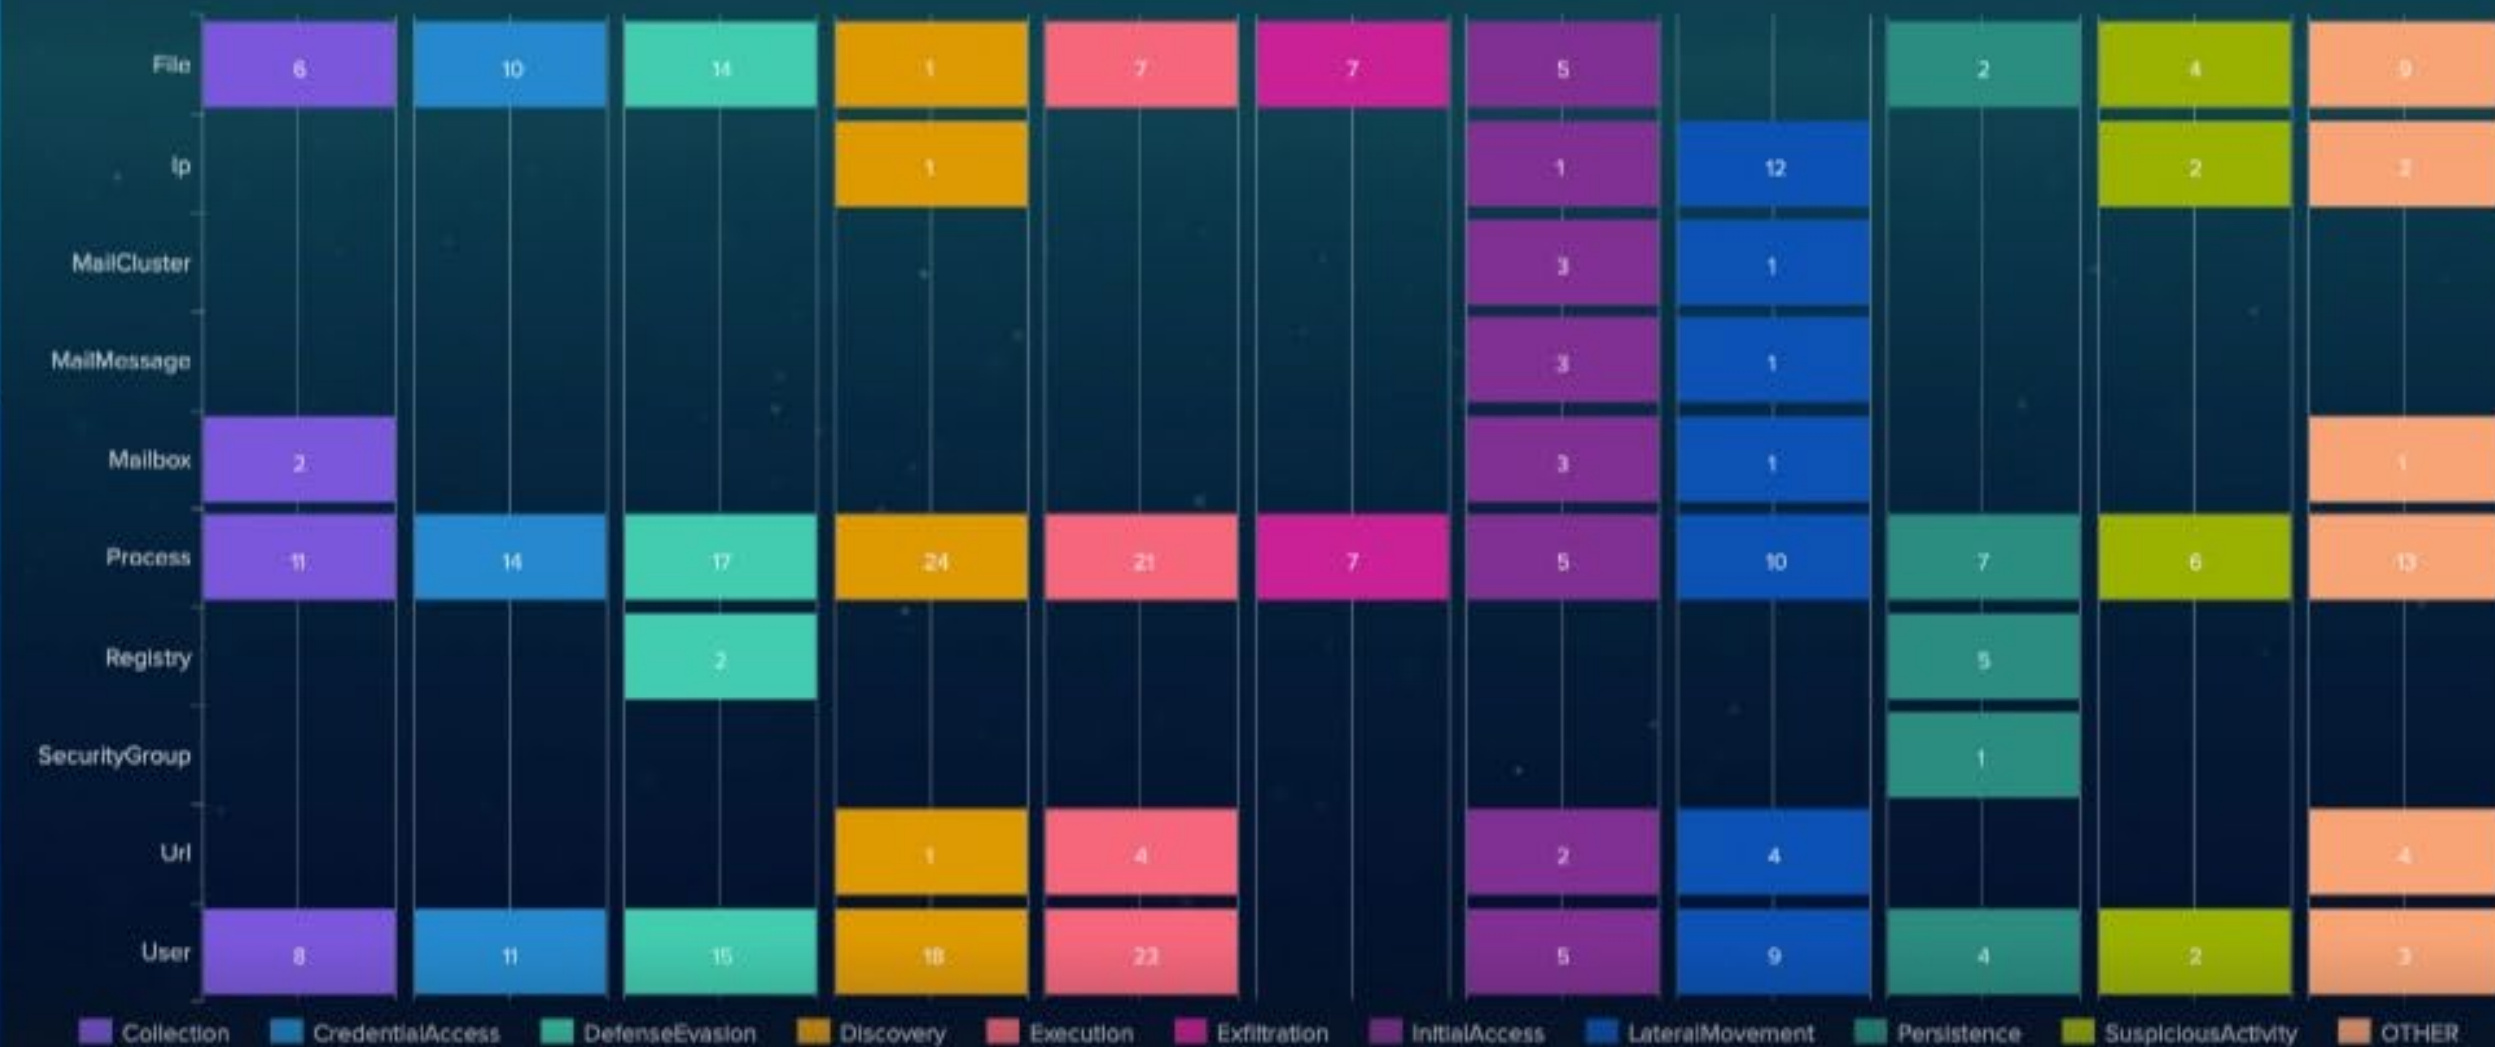 File 6 10 14 1 7 7 5 2 4 9
Ip 1 1 12 2 2
MailCluster 3 1
MailMessage 3 1
Mailbox 2 3 1 1
Process 11 14 17 24 21 7 5 10 7 6 13
Registry 2 5
SecurityGroup 1
Url 1 4 2 4 4
User 8 11 15 18 23 5 9 4 2 3
Collection CredentialAccess DefenseEvasion Discovery Execution Exfiltration InitialAccess LateralMovement Persistence SuspiciousActivity OTHER